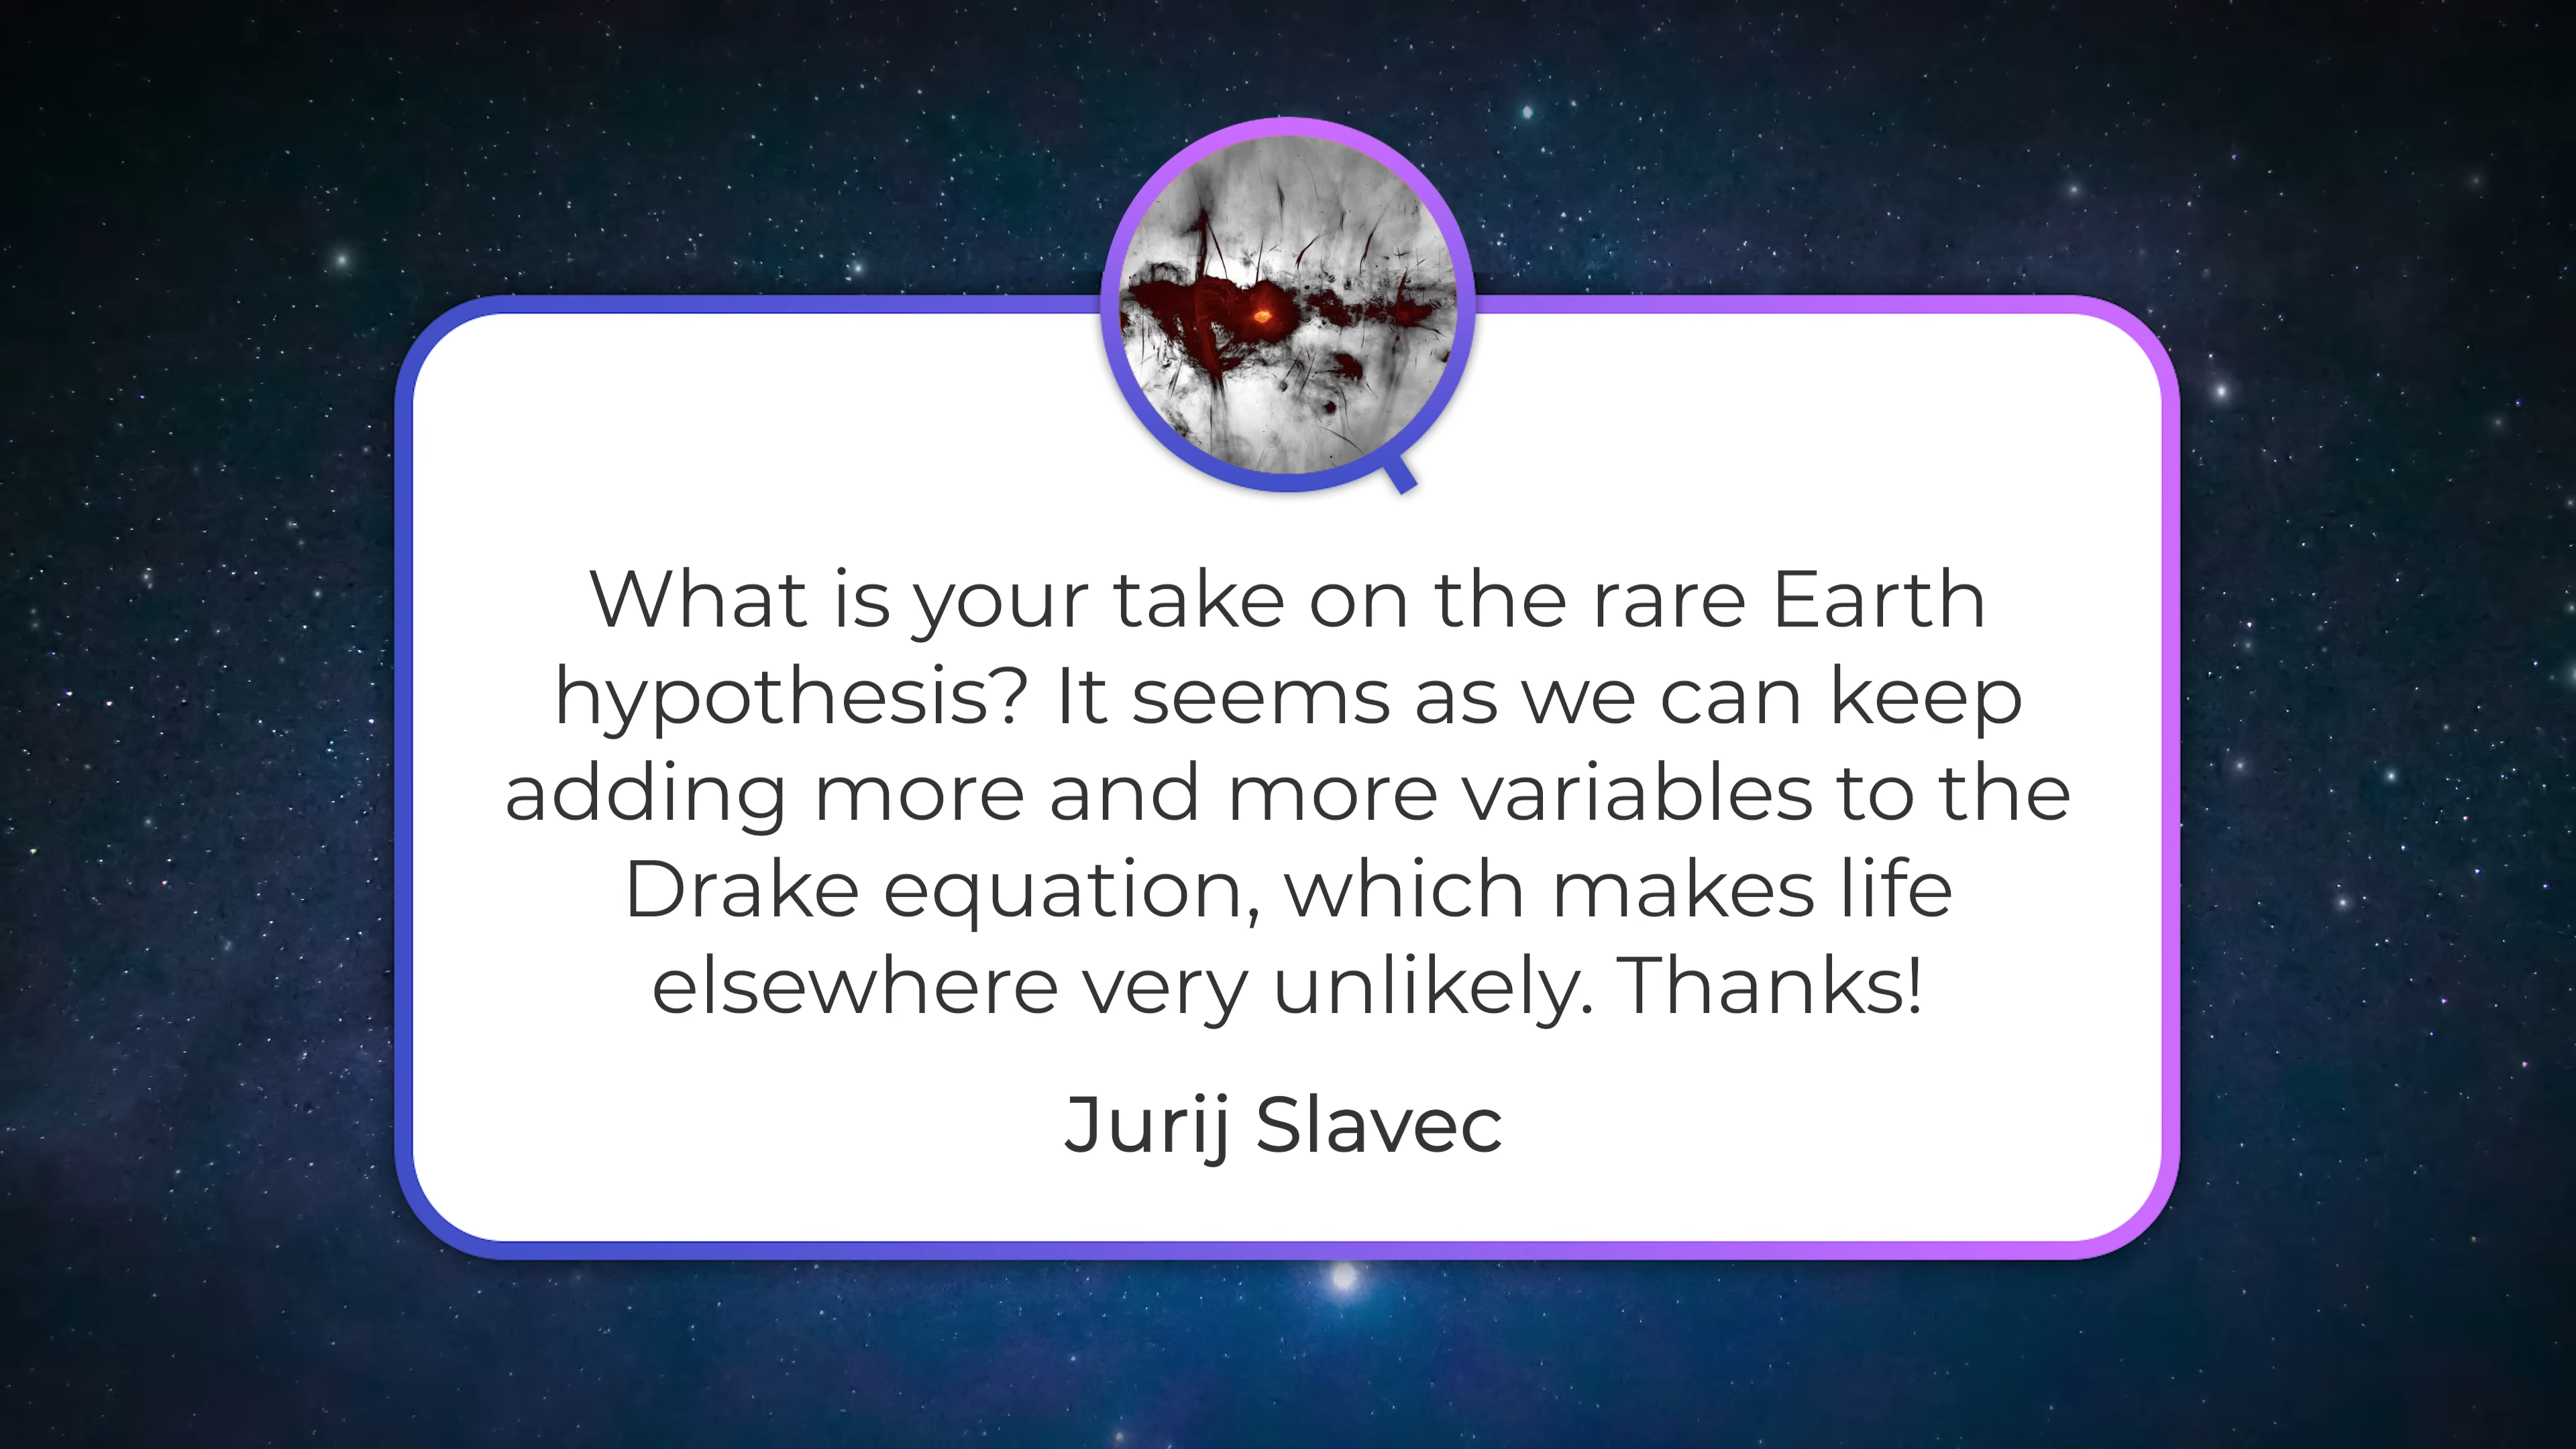 What is your take on the rare Earth
hypothesis? It seems as we can keep
adding more and more variables to the
Drake equation, which makes life
elsewhere very unlikely. Thanks!
Jurij Slavec